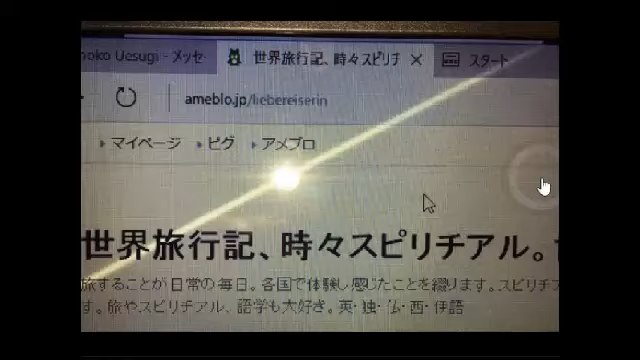 oko Uesugi - メッセ 世界旅行記、時々スピリチ × スタート
ameblo.jp/liebereiserin
マイページ ピグ アメブロ
世界旅行記、時々スピリチアル。
旅することが日常の毎日。各国で体験し感じたことを綴ります。スピリチ
す。旅やスピリチアル、語学も大好き。英・独・仏・西・伊語